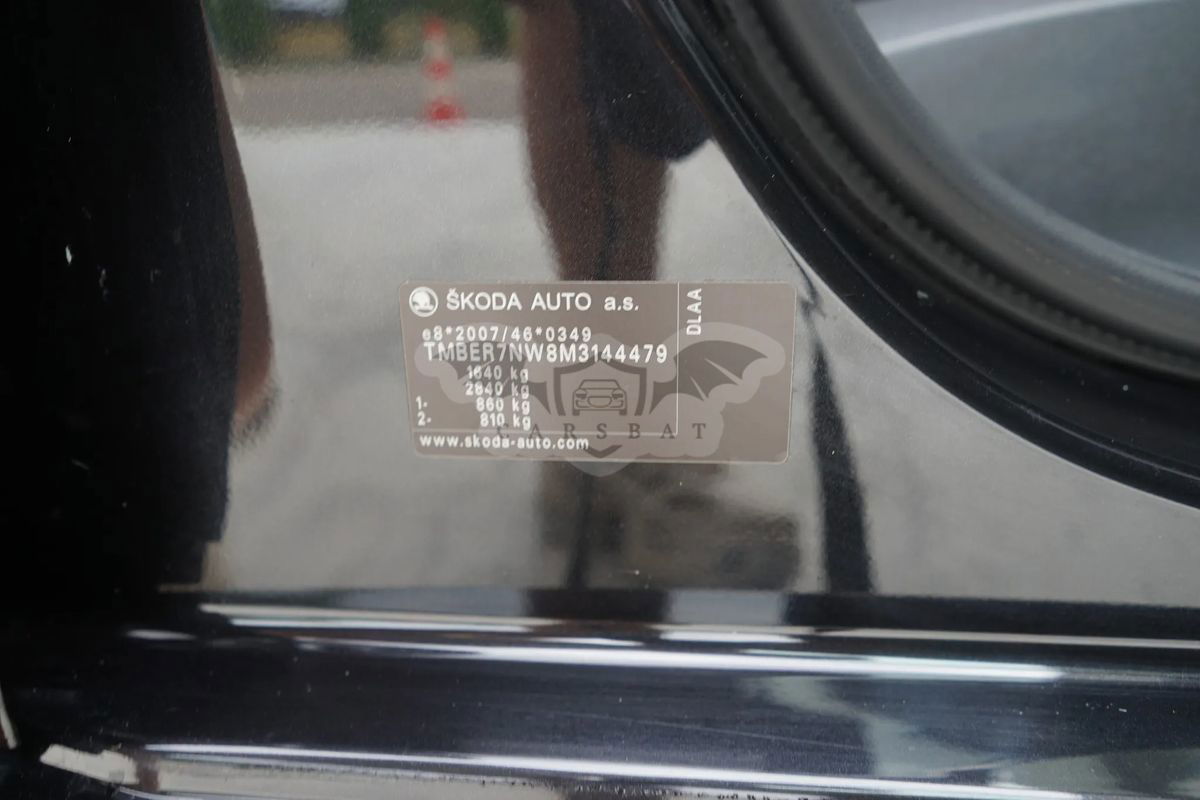 ŠKODA AUTO a.s.
e8*2007/46*0349
TMBER7NW8M3144479
1640 kg
2840 kg
1- 860 kg
2- 810 kg
www.skoda-auto.com
DLAA
CARSBAT